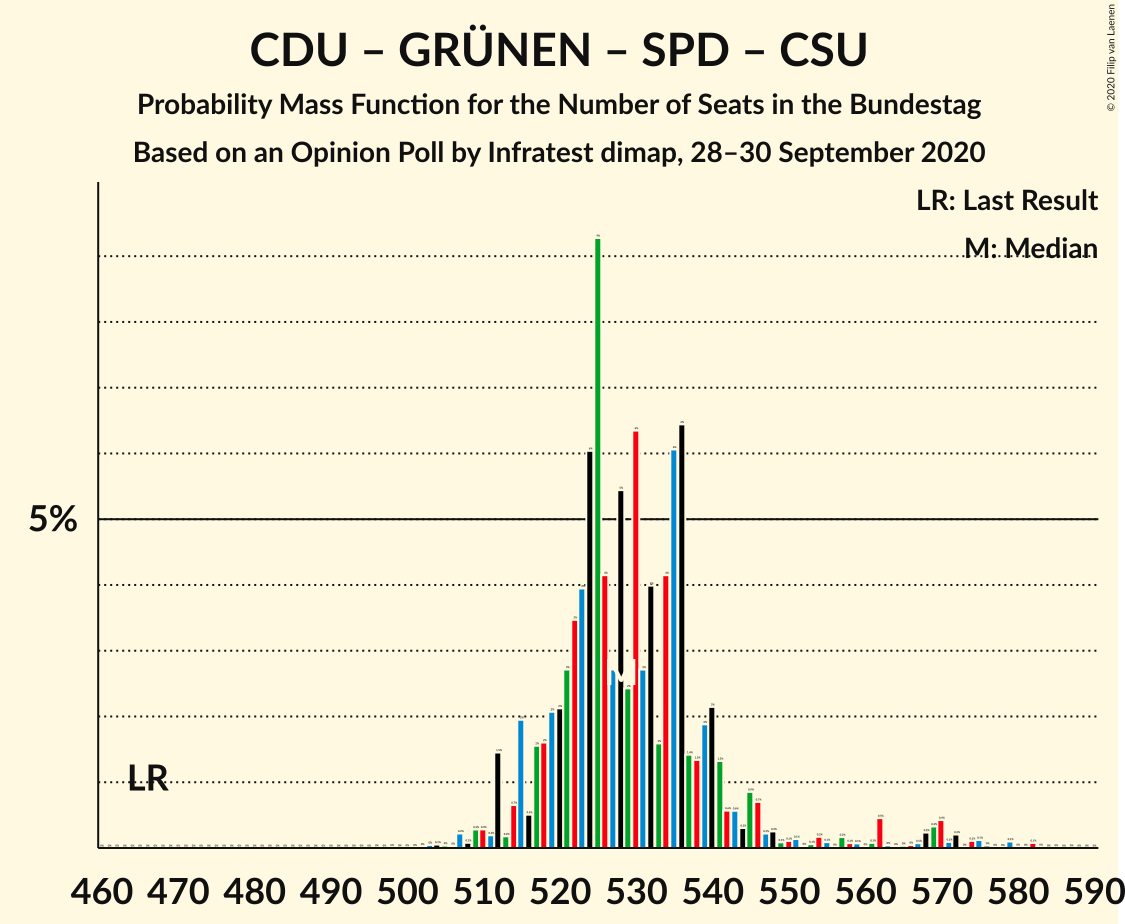 CDU – GRÜNEN – SPD – CSU
Probability Mass Function for the Number of Seats in the Bundestag
Based on an Opinion Poll by Infratest dimap, 28–30 September 2020
© 2020 Filip van Laenen
LR: Last Result
M: Median
5%
LR
M
460 470 480 490 500 510 520 530 540 550 560 570 580 590